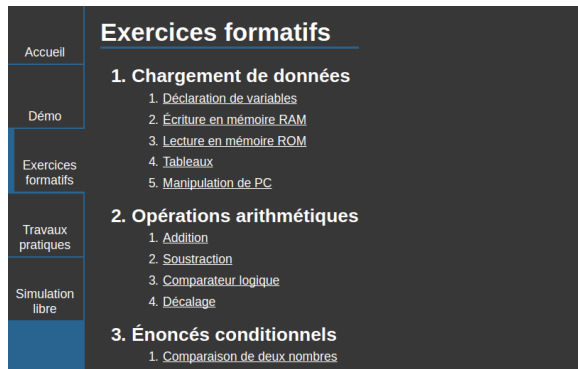 Accueil
Démo
Exercices
formatifs
Travaux
pratiques
Simulation
libre
Exercices formatifs
1. Chargement de données
1. Déclaration de variables
2. Écriture en mémoire RAM
3. Lecture en mémoire ROM
4. Tableaux
5. Manipulation de PC
2. Opérations arithmétiques
1. Addition
2. Soustraction
3. Comparateur logique
4. Décalage
3. Énoncés conditionnels
1. Comparaison de deux nombres